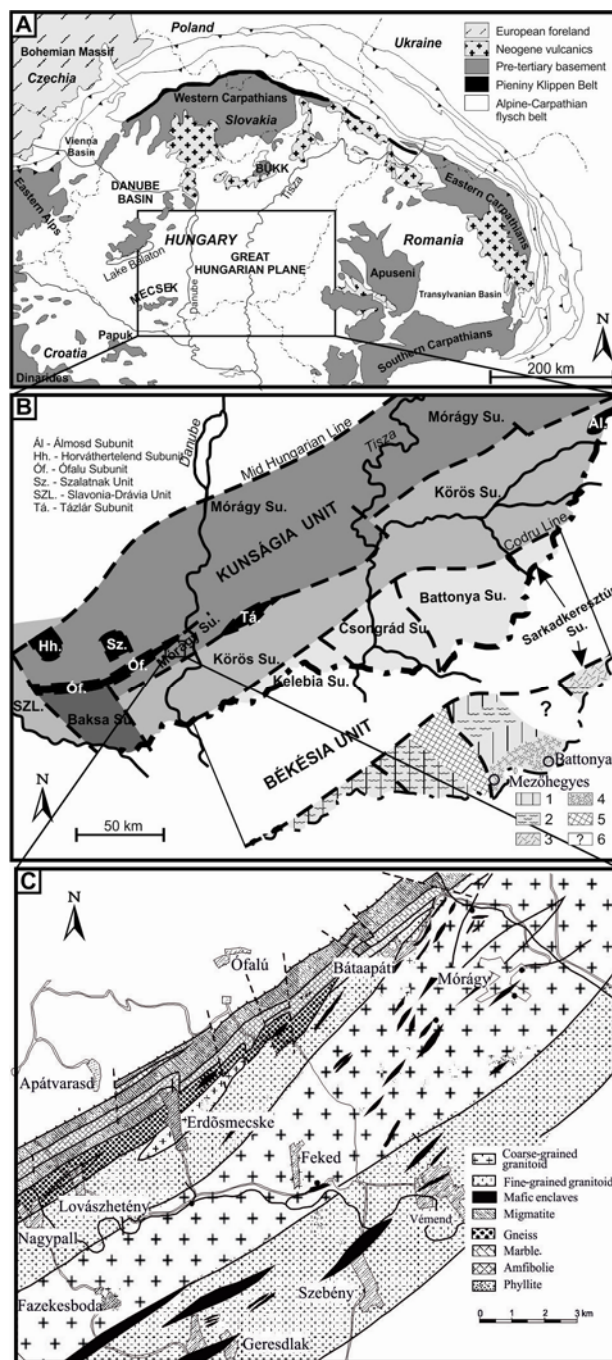 A
Poland
Ukraine
Bohemian Massif
Czechia
European foreland
Neogene vulcanics
Pre-tertiary basement
Pieniny Klippen Belt
Alpine-Carpathian
flysch belt
Western Carpathians
Slovakia
Vienna
Basin
BÜKK
Tisza
Eastern Alps
DANUBE
BASIN
Eastern Carpathians
HUNGARY
Romania
Lake Balaton
GREAT
HUNGARIAN PLANE
Apuseni
MECSEK
Danube
Transylvanian Basin
Papuk
Croatia
Southern Carpathians
Dinarides
N
200 km
B
Ál - Álmosd Subunit
Hh. - Horváthertelend Subunit
Óf. - Ófalu Subunit
Sz. - Szalatnak Unit
SZL. - Slavonia-Drávia Unit
Tá. - Tázlár Subunit
Danube
Mid Hungarian Line
Tisza
Mórágy Su.
Ál.
Mórágy Su.
Körös Su.
KUNSÁGIA UNIT
Codru Line
Battonya Su.
Tá.
Hh.
Sz.
Mórágy Su.
Csongrád Su.
Sarkadkeresztúr
Su.
Óf.
Óf.
Körös Su.
Kelebia Su.
SZL.
Baksa Su.
?
BÉKÉSIA UNIT
Battonya
Mezőhegyes
N
50 km
1
4
2
5
3
? 6
C
N
Ófalú
Bátaapáti
Mórágy
Apátvarasd
Erdõsmecske
Feked
Lovászhetény
Nagypall
Vémend
Fazekesboda
Szebény
Geresdlak
Coarse-grained
granitoid
Fine-grained granitoid
Mafic enclaves
Migmatite
Gneiss
Marble.
Amfibolie
Phyllite
0 1 2 3 km